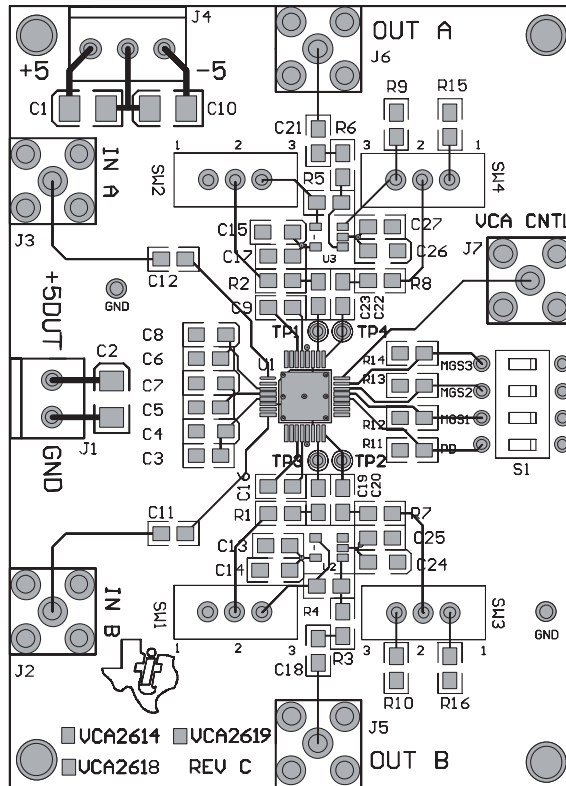 J4
+5
-5
C1
C10
OUT A
J6
R9
R15
C21
R6
IN A
1
2
3
SW2
R5
3
2
1
SW4
J3
C15
C27
VCA CNTL
J7
C17
U3
C26
C12
+5DUT
GND
R2
R8
C9
C23
C22
C8
TP1
TP4
C2
C6
U1
R14
MGS3
C7
R13
MGS2
C5
MGS1
C4
R12
J1
C3
R11
PD
S1
GND
TP3
TP2
C16
C19
C20
C11
R1
R7
C13
C25
C14
U2
C24
IN B
SW1
R4
SW3
GND
J2
1
2
3
R3
3
2
1
C18
R10
R16
J5
VCA2614
VCA2619
VCA2618
REV C
OUT B